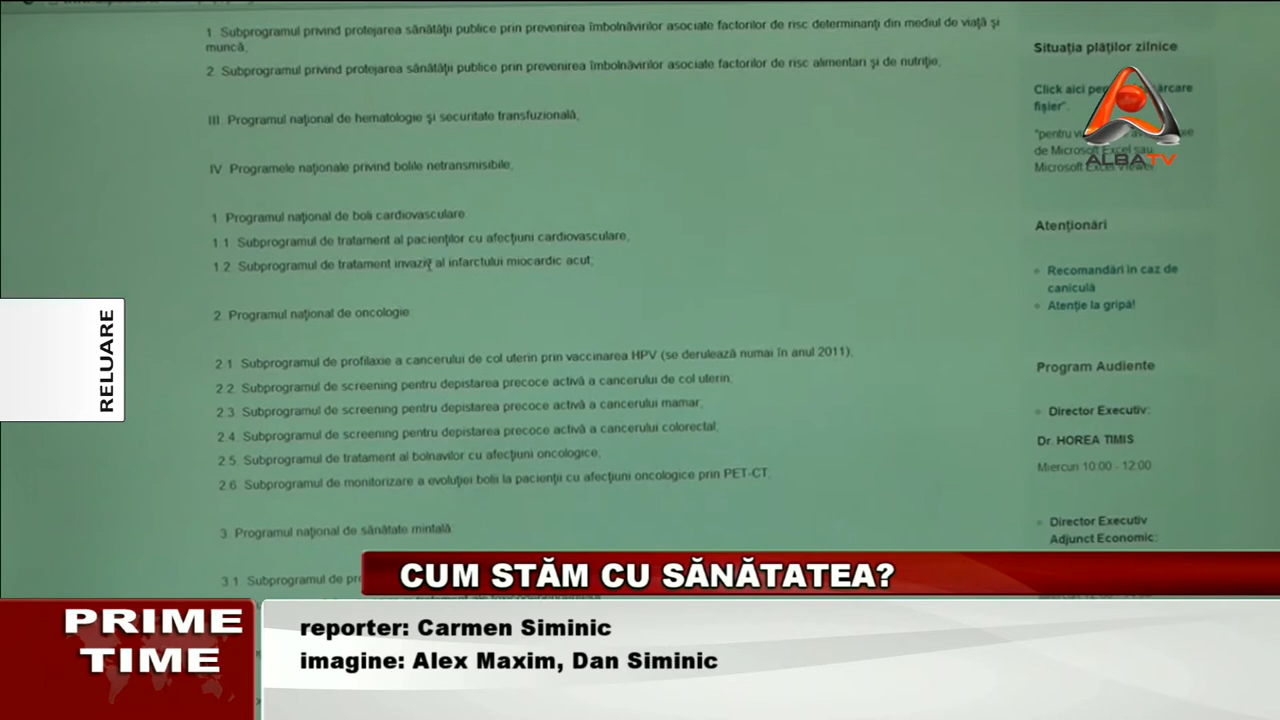 1. Subprogramul privind protejarea sănătăţii publice prin prevenirea îmbolnăvirilor asociate factorilor de risc determinanţi din mediul de viaţă şi
muncă;
2. Subprogramul privind protejarea sănătăţii publice prin prevenirea îmbolnăvirilor asociate factorilor de risc alimentari şi de nutriţie;
III. Programul naţional de hematologie şi securitate transfuzională;
IV. Programele naţionale privind bolile netransmisibile:
1. Programul naţional de boli cardiovasculare
1.1. Subprogramul de tratament al pacienţilor cu afecţiuni cardiovasculare;
1.2. Subprogramul de tratament invaziv al infarctului miocardic acut;
2. Programul naţional de oncologie
2.1. Subprogramul de profilaxie a cancerului de col uterin prin vaccinarea HPV (se derulează numai în anul 2011);
2.2. Subprogramul de screening pentru depistarea precoce activă a cancerului de col uterin;
2.3. Subprogramul de screening pentru depistarea precoce activă a cancerului mamar;
2.4. Subprogramul de screening pentru depistarea precoce activă a cancerului colorectal;
2.5. Subprogramul de tratament al bolnavilor cu afecţiuni oncologice;
2.6. Subprogramul de monitorizare a evoluţiei bolii la pacienţii cu afecţiuni oncologice prin PET-CT;
3. Programul naţional de sănătate mintală
3.1. Subprogramul de
Situaţia plăţilor zilnice
Click aici
fişier".
"pentru
de Microsoft Excel sau
Microsoft Excel Viewer
ALBATV
Atenţionări
Recomandări în caz de
caniculă
Atenţie la gripă!
Program Audiente
Director Executiv:
Dr. HOREA TIMIS
Miercuri 10:00 - 12:00
Director Executiv
Adjunct Economic:
RELUARE
CUM STĂM CU SĂNĂTATEA?
PRIME
TIME
reporter: Carmen Siminic
imagine: Alex Maxim, Dan Siminic